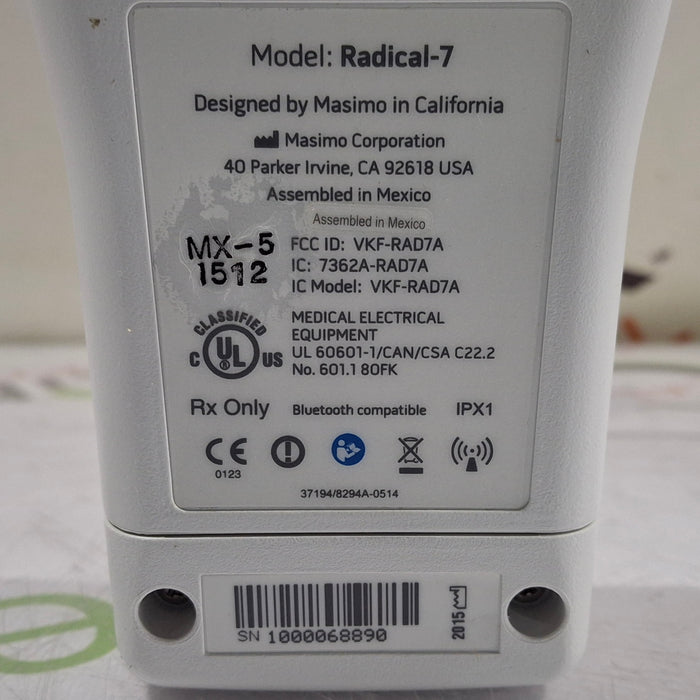 Model: Radical-7
Designed by Masimo in California
Masimo Corporation
40 Parker Irvine, CA 92618 USA
Assembled in Mexico
Assembled in Mexico
MX-5
1512
FCC ID: VKF-RAD7A
IC: 7362A-RAD7A
IC Model: VKF-RAD7A
CLASSIFIED
C UL US
MEDICAL ELECTRICAL
EQUIPMENT
UL 60601-1/CAN/CSA C22.2
No. 601.1 80FK
Rx Only Bluetooth compatible IPX1
CE
0123
37194/8294A-0514
SN 1000068890
2015